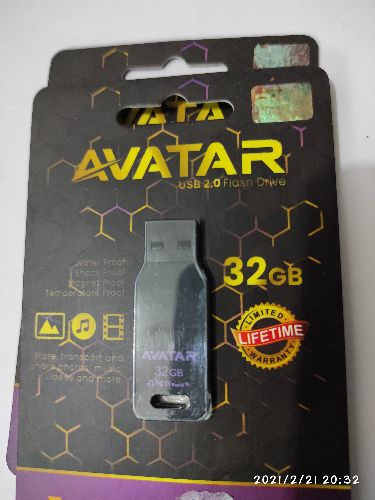 ATA
AVATAR
USB 2.0 Flash Drive
Water Proof
Shock Proof
Magnet Proof
Temperature Proof
32GB
LIMITED
LIFETIME
WARRANTY
Store, transport and
share photos, music,
videos and more.
AVATAR
32GB
2021/2/21 20:32